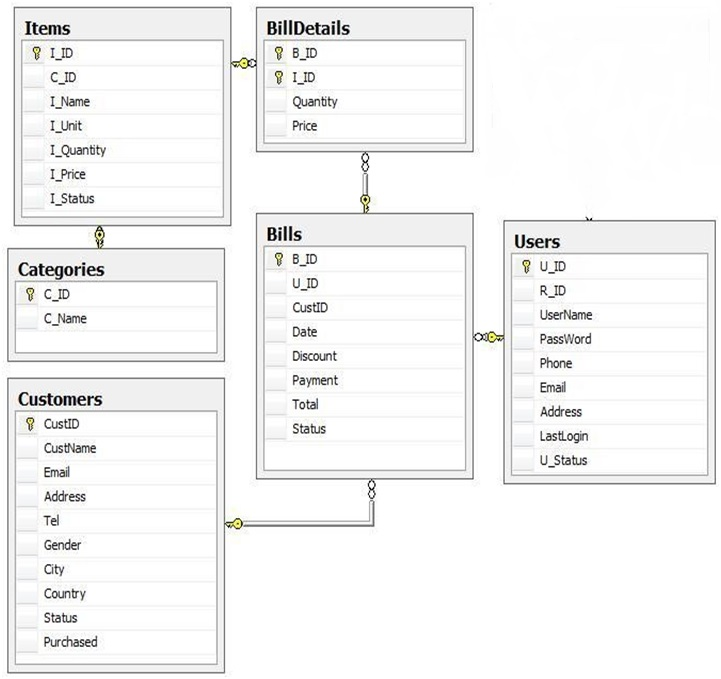 Items
I_ID
C_ID
I_Name
I_Unit
I_Quantity
I_Price
I_Status
BillDetails
B_ID
I_ID
Quantity
Price
Categories
C_ID
C_Name
Bills
B_ID
U_ID
CustID
Date
Discount
Payment
Total
Status
Users
U_ID
R_ID
UserName
PassWord
Phone
Email
Address
LastLogin
U_Status
Customers
CustID
CustName
Email
Address
Tel
Gender
City
Country
Status
Purchased